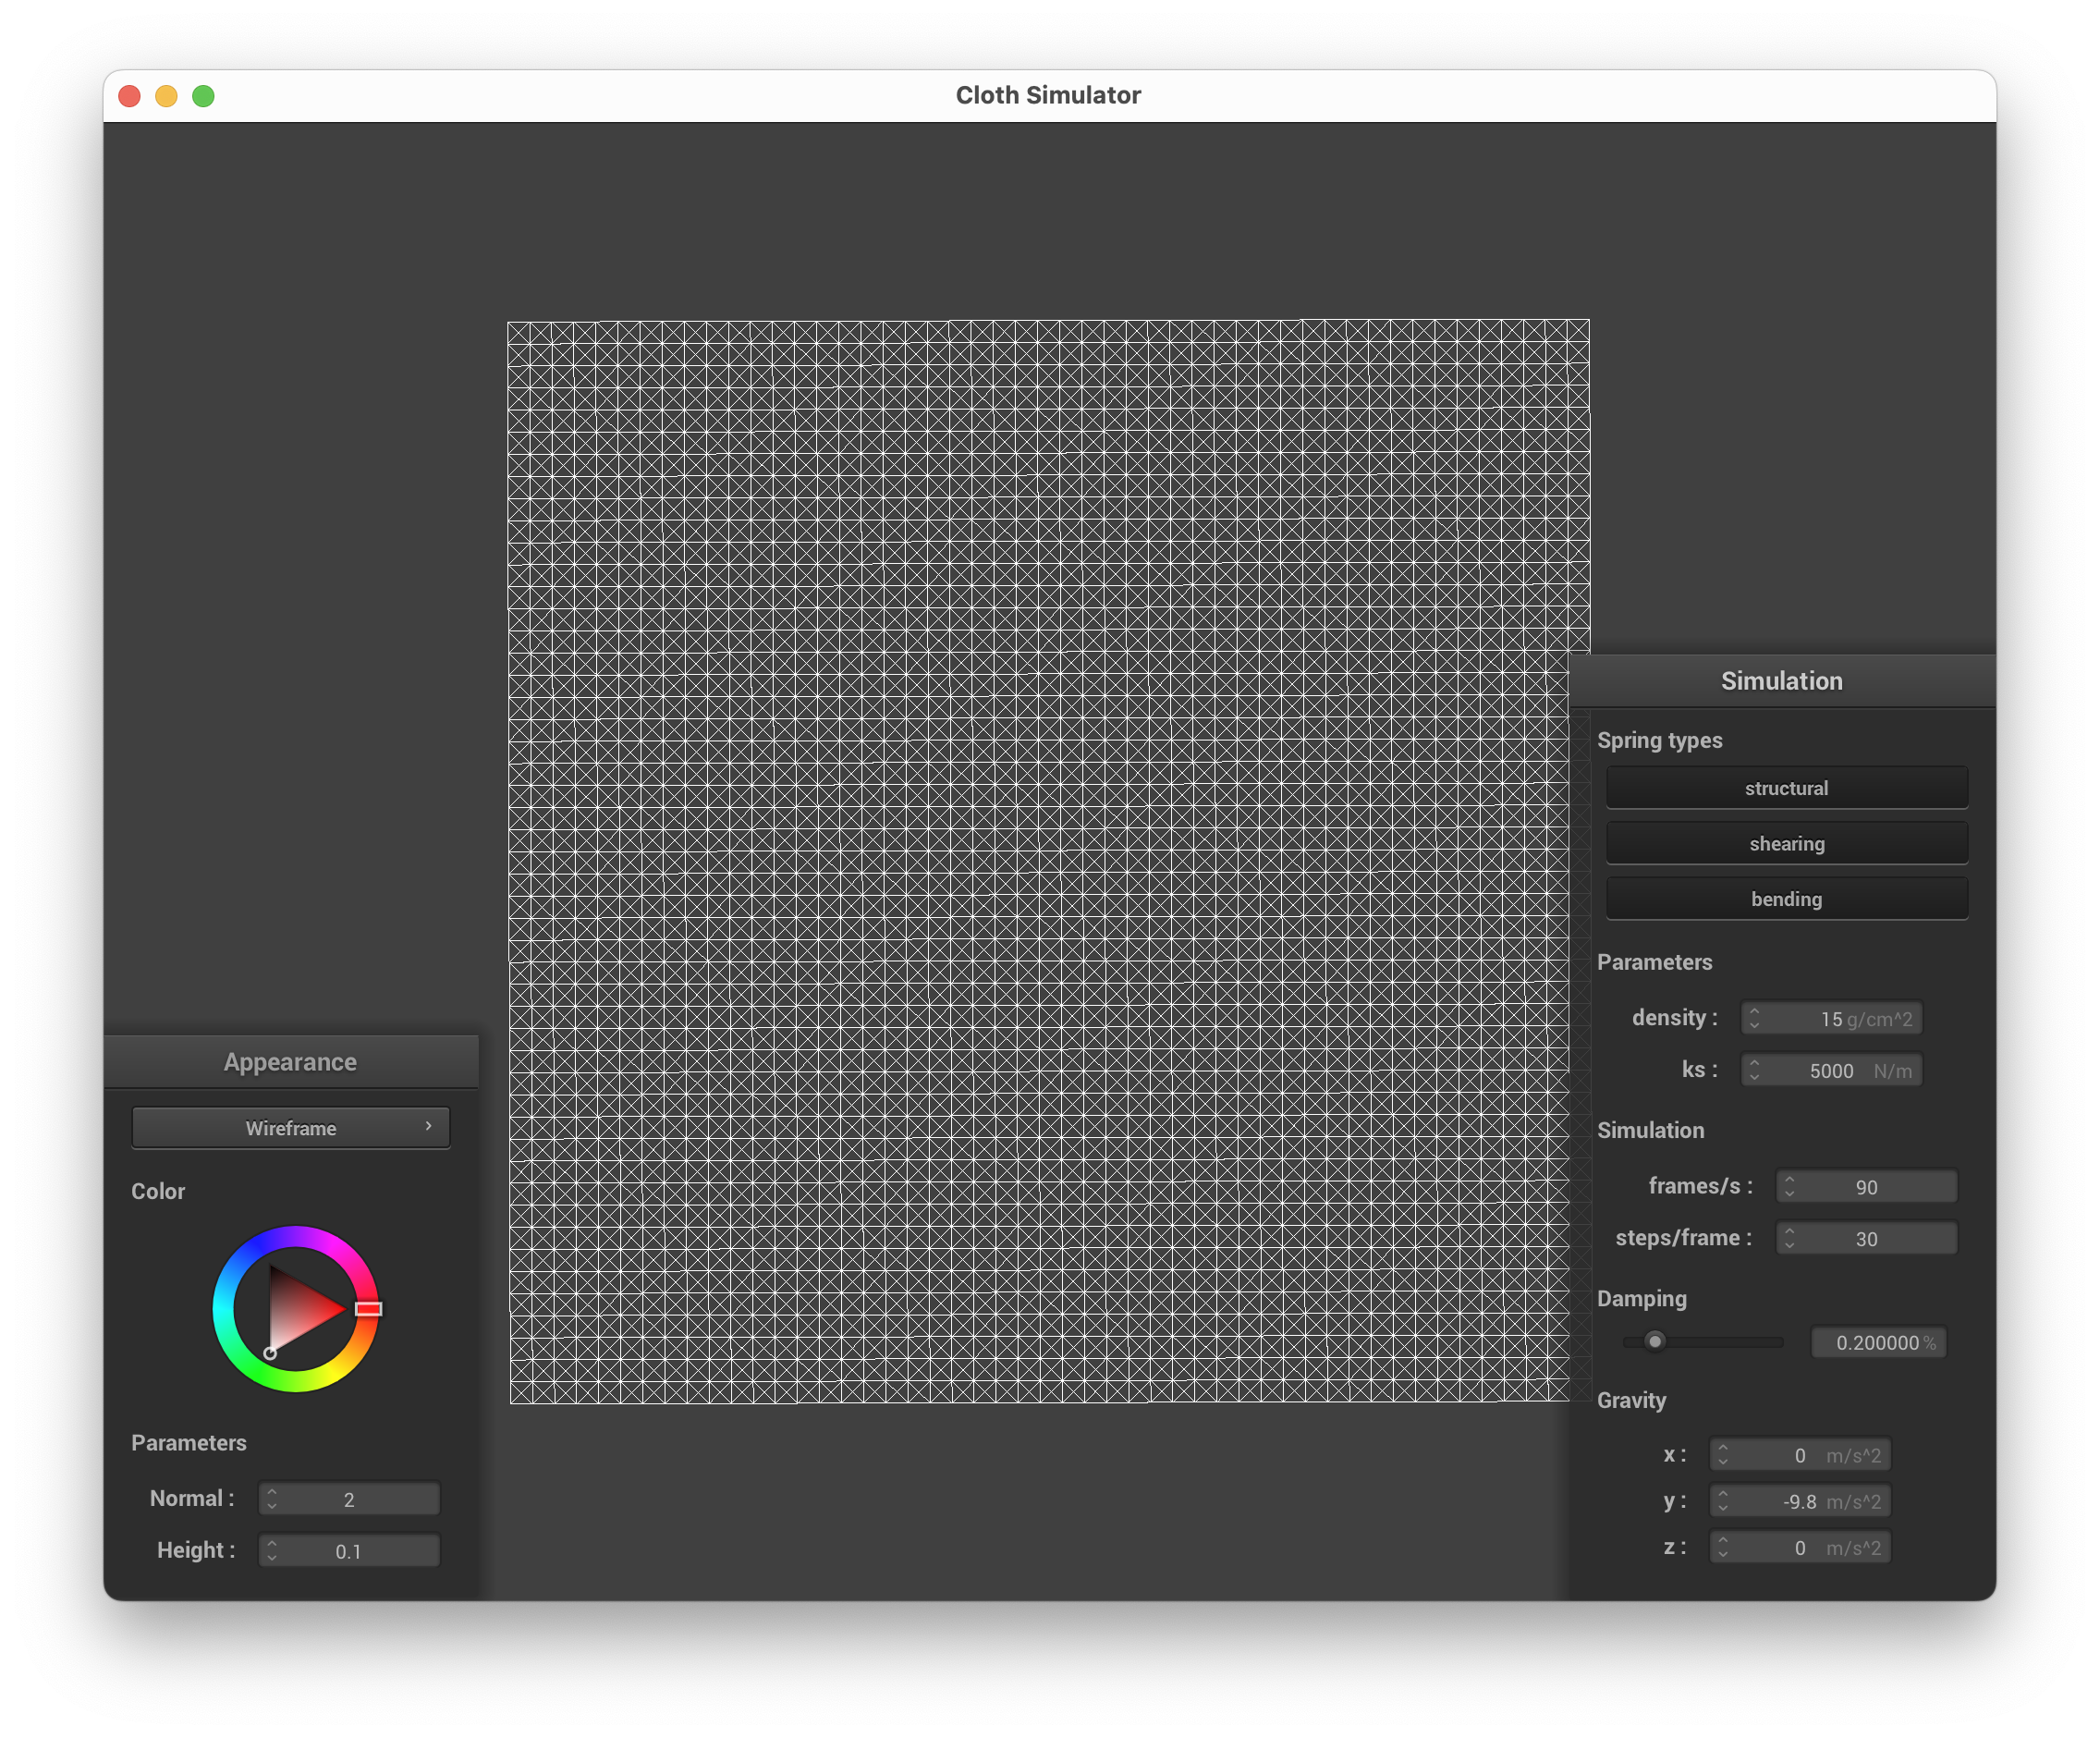 Cloth Simulator
Simulation
Spring types
structural
shearing
bending
Parameters
density : 15 g/cm^2
ks : 5000 N/m
Simulation
frames/s : 90
steps/frame : 30
Damping
0.200000 %
Gravity
x : 0 m/s^2
y : -9.8 m/s^2
z : 0 m/s^2
Appearance
Wireframe
Color
Parameters
Normal : 2
Height : 0.1